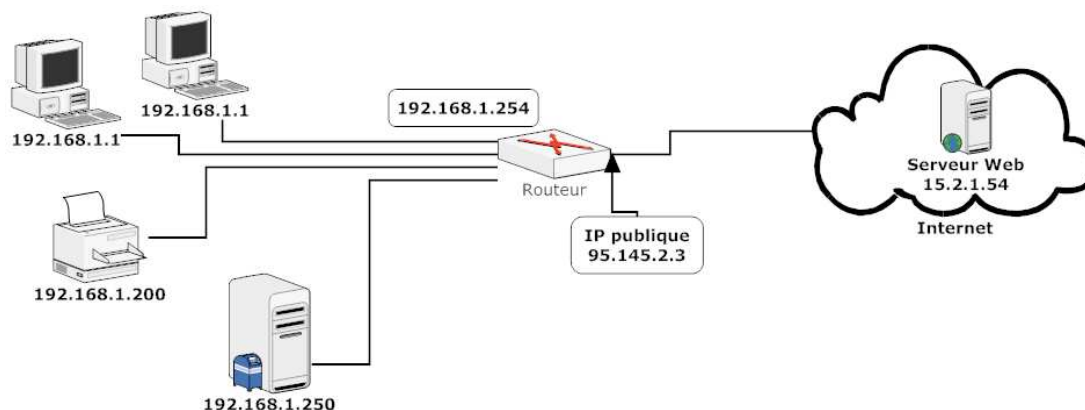 192.168.1.1
192.168.1.1
192.168.1.254
Routeur
IP publique
95.145.2.3
Serveur Web
15.2.1.54
Internet
192.168.1.200
192.168.1.250